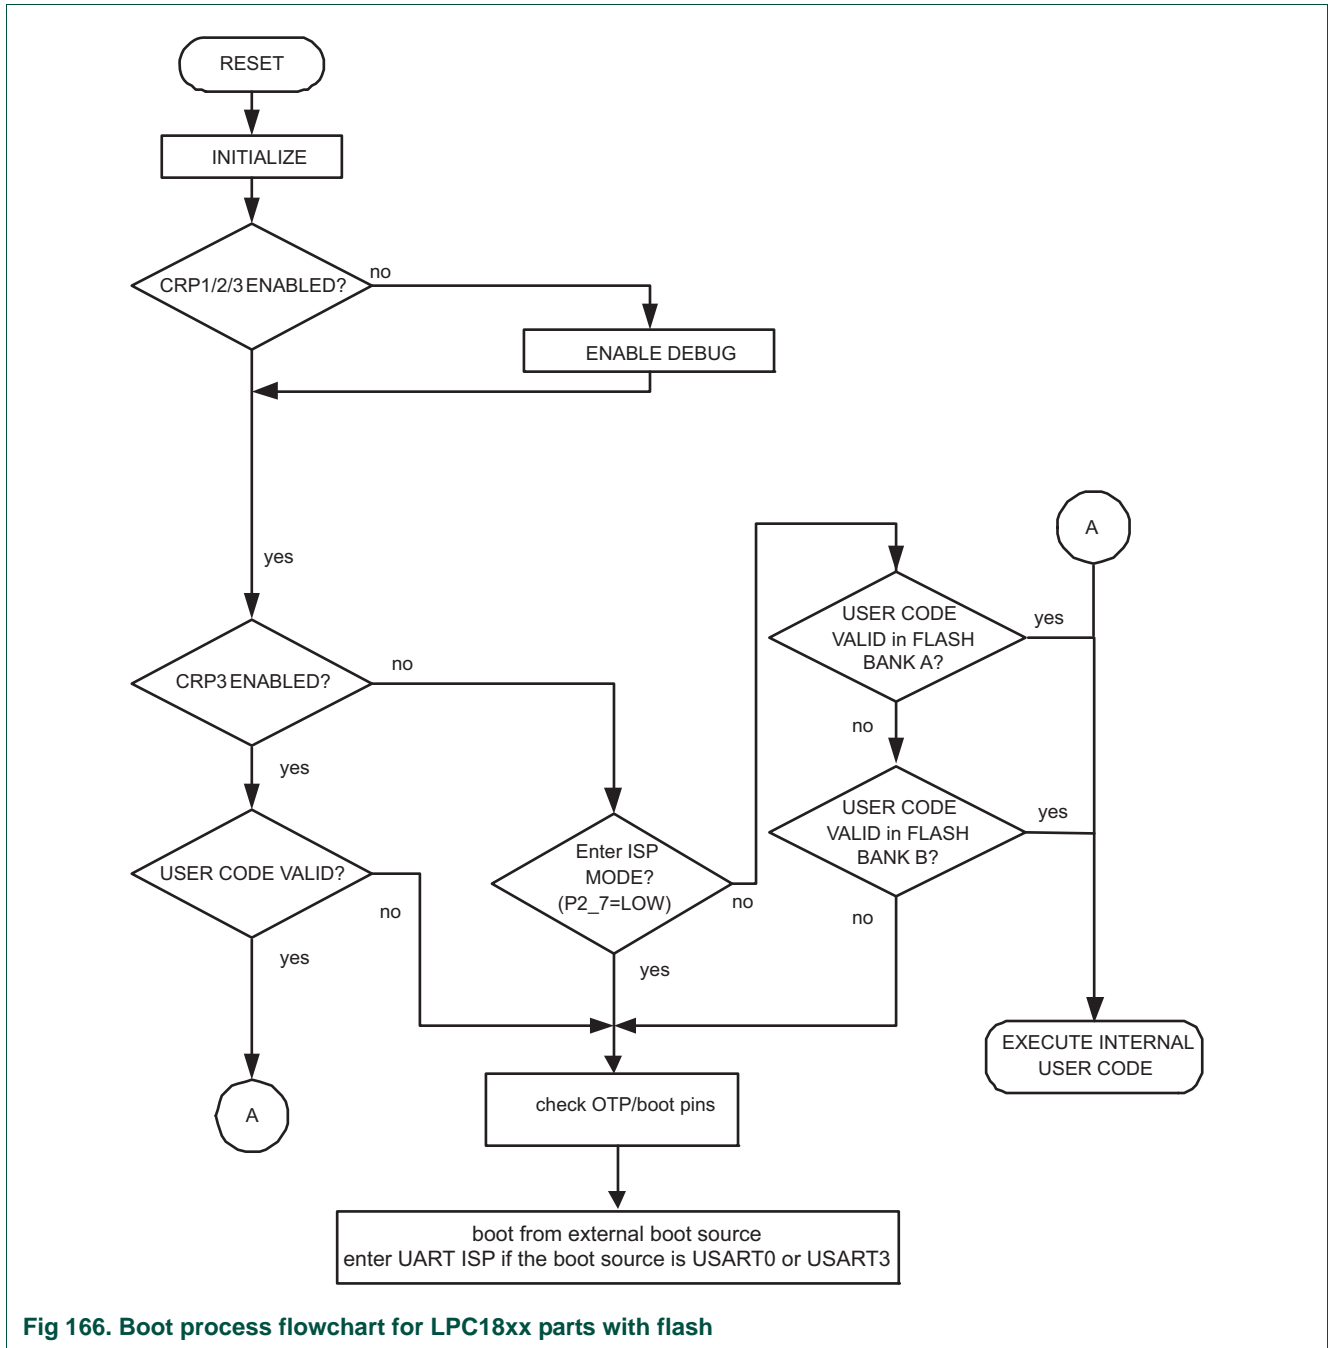 RESET
INITIALIZE
CRP1/2/3 ENABLED?
no
ENABLE DEBUG
yes
CRP3 ENABLED?
no
yes
USER CODE VALID?
no
yes
A
Enter ISP
MODE?
(P2_7=LOW)
no
yes
USER CODE
VALID in FLASH
BANK A?
yes
no
USER CODE
VALID in FLASH
BANK B?
yes
no
A
EXECUTE INTERNAL
USER CODE
check OTP/boot pins
boot from external boot source
enter UART ISP if the boot source is USART0 or USART3
Fig 166. Boot process flowchart for LPC18xx parts with flash